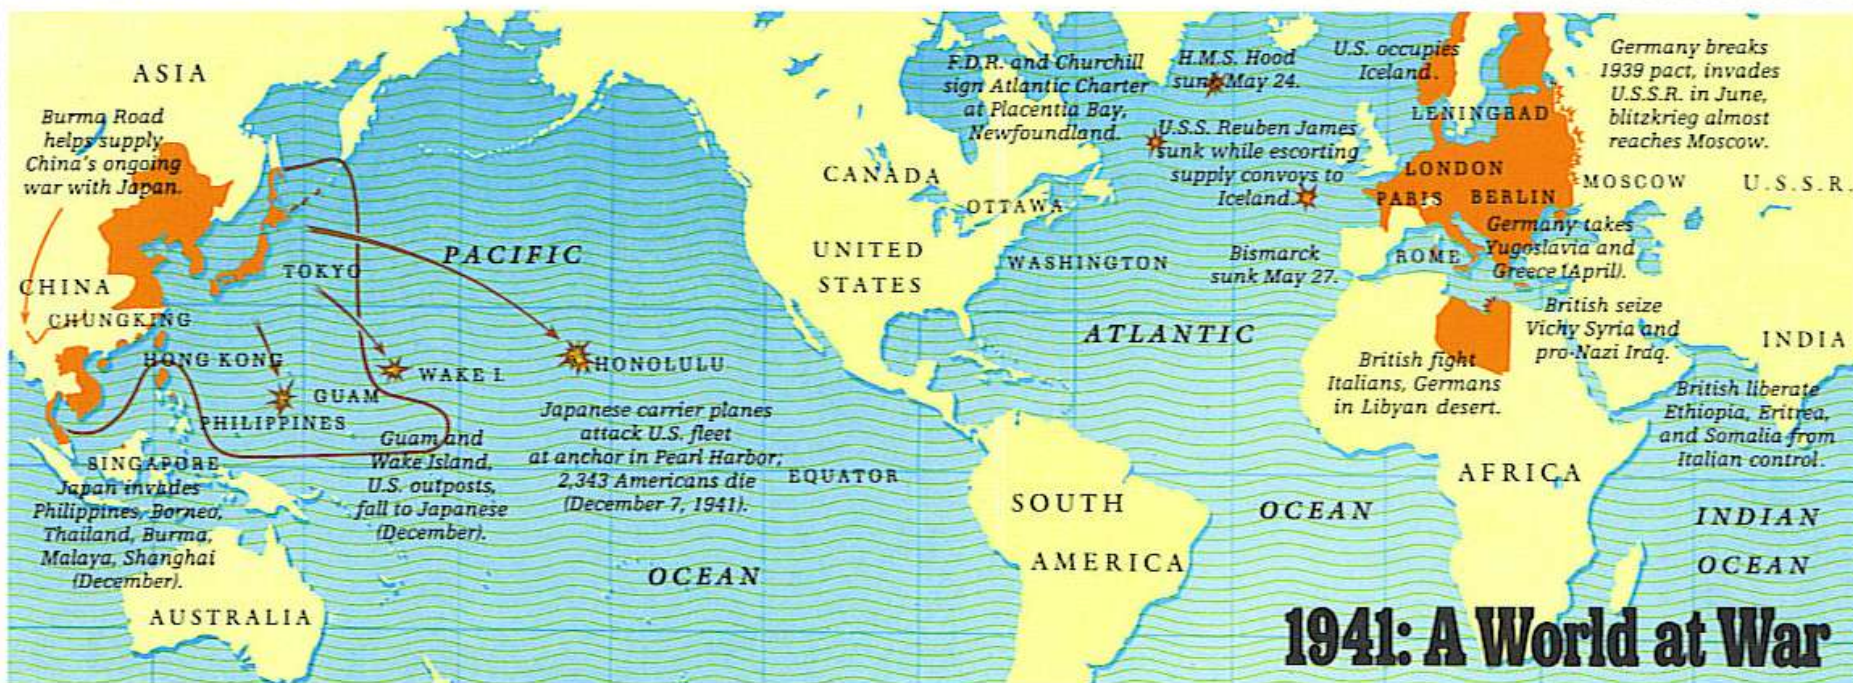 ASIA
Burma Road
helps supply
China's ongoing
war with Japan.
CHINA
CHUNGKING
HONG KONG
TOKYO
PACIFIC
WAKE I.
HONOLULU
GUAM
PHILIPPINES
SINGAPORE
Japan invades
Philippines, Borneo,
Thailand, Burma,
Malaya, Shanghai
(December).
Guam and
Wake Island,
U.S. outposts,
fall to Japanese
(December).
Japanese carrier planes
attack U.S. fleet
at anchor in Pearl Harbor;
2,343 Americans die
(December 7, 1941).
EQUATOR
OCEAN
AUSTRALIA
F.D.R. and Churchill
sign Atlantic Charter
at Placentia Bay,
Newfoundland.
CANADA
OTTAWA
UNITED
STATES
WASHINGTON
H.M.S. Hood
sunk May 24.
U.S.S. Reuben James
sunk while escorting
supply convoys to
Iceland.
Bismarck
sunk May 27.
ATLANTIC
OCEAN
SOUTH
AMERICA
U.S. occupies
Iceland.
LENINGRAD
LONDON
PARIS
BERLIN
ROME
MOSCOW
U.S.S.R.
Germany breaks
1939 pact, invades
U.S.S.R. in June,
blitzkrieg almost
reaches Moscow.
Germany takes
Yugoslavia and
Greece (April).
British seize
Vichy Syria and
pro-Nazi Iraq.
British fight
Italians, Germans
in Libyan desert.
INDIA
British liberate
Ethiopia, Eritrea,
and Somalia from
Italian control.
AFRICA
INDIAN
OCEAN
1941: A World at War